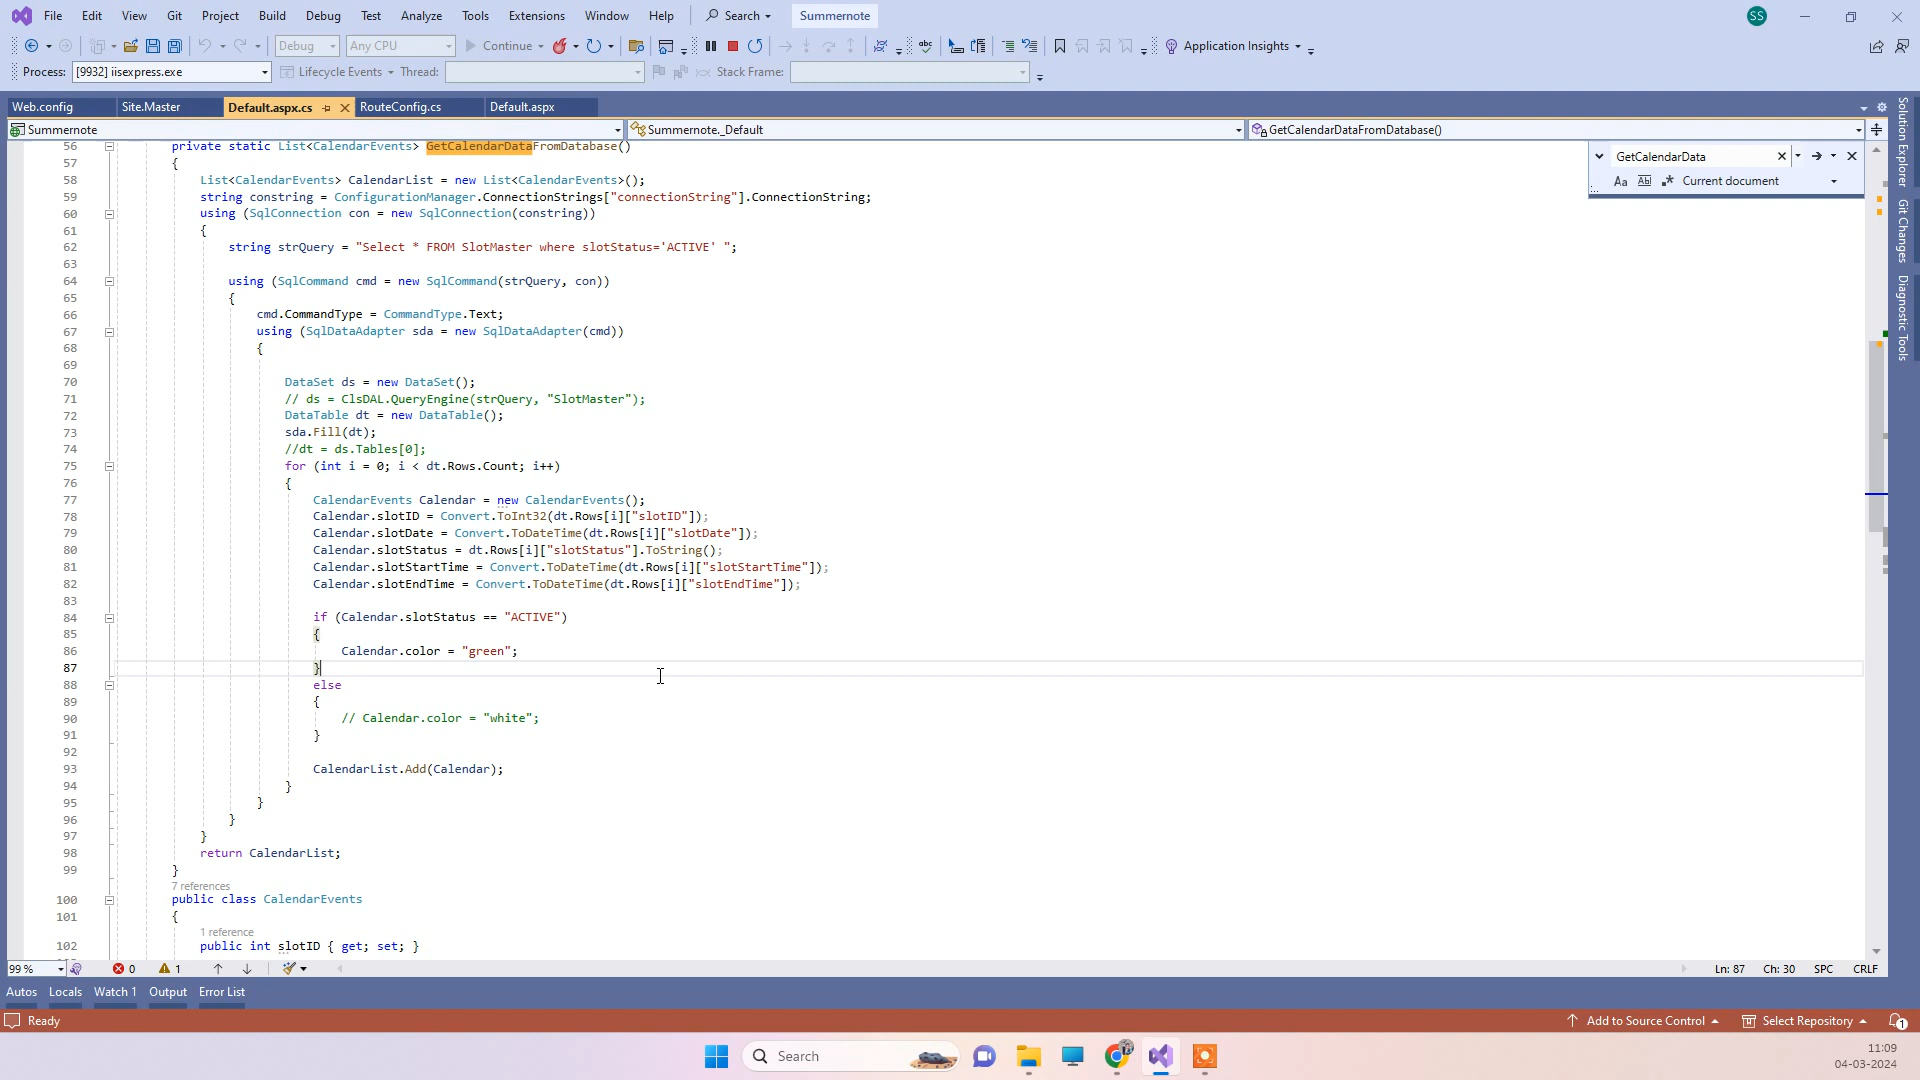 File Edit View Git Project Build Debug Test Analyze Tools Extensions Window Help Search Summernote SS
Debug Any CPU Continue Application Insights
Process: [9932] iisexpress.exe Lifecycle Events Thread: Stack Frame:
Web.config Site.Master Default.aspx.cs RouteConfig.cs Default.aspx
Summernote Summernote._Default GetCalendarDataFromDatabase()
GetCalendarData
Aa Ab Current document
56 private static List<CalendarEvents> GetCalendarDataFromDatabase()
57 {
58 List<CalendarEvents> CalendarList = new List<CalendarEvents>();
59 string constring = ConfigurationManager.ConnectionStrings["connectionString"].ConnectionString;
60 using (SqlConnection con = new SqlConnection(constring))
61 {
62 string strQuery = "Select * FROM SlotMaster where slotStatus='ACTIVE' ";
63
64 using (SqlCommand cmd = new SqlCommand(strQuery, con))
65 {
66 cmd.CommandType = CommandType.Text;
67 using (SqlDataAdapter sda = new SqlDataAdapter(cmd))
68 {
69
70 DataSet ds = new DataSet();
71 // ds = ClsDAL.QueryEngine(strQuery, "SlotMaster");
72 DataTable dt = new DataTable();
73 sda.Fill(dt);
74 //dt = ds.Tables[0];
75 for (int i = 0; i < dt.Rows.Count; i++)
76 {
77 CalendarEvents Calendar = new CalendarEvents();
78 Calendar.slotID = Convert.ToInt32(dt.Rows[i]["slotID"]);
79 Calendar.slotDate = Convert.ToDateTime(dt.Rows[i]["slotDate"]);
80 Calendar.slotStatus = dt.Rows[i]["slotStatus"].ToString();
81 Calendar.slotStartTime = Convert.ToDateTime(dt.Rows[i]["slotStartTime"]);
82 Calendar.slotEndTime = Convert.ToDateTime(dt.Rows[i]["slotEndTime"]);
83
84 if (Calendar.slotStatus == "ACTIVE")
85 {
86 Calendar.color = "green";
87 }
88 else
89 {
90 // Calendar.color = "white";
91 }
92
93 CalendarList.Add(Calendar);
94 }
95 }
96 }
97 }
98 return CalendarList;
99 }
7 references
100 public class CalendarEvents
101 {
1 reference
102 public int slotID { get; set; }
Solution Explorer
Git Changes
Diagnostic Tools
99 % 0 1 Ln: 87 Ch: 30 SPC CRLF
Autos Locals Watch 1 Output Error List
Ready Add to Source Control Select Repository 1
Search
11:09
04-03-2024